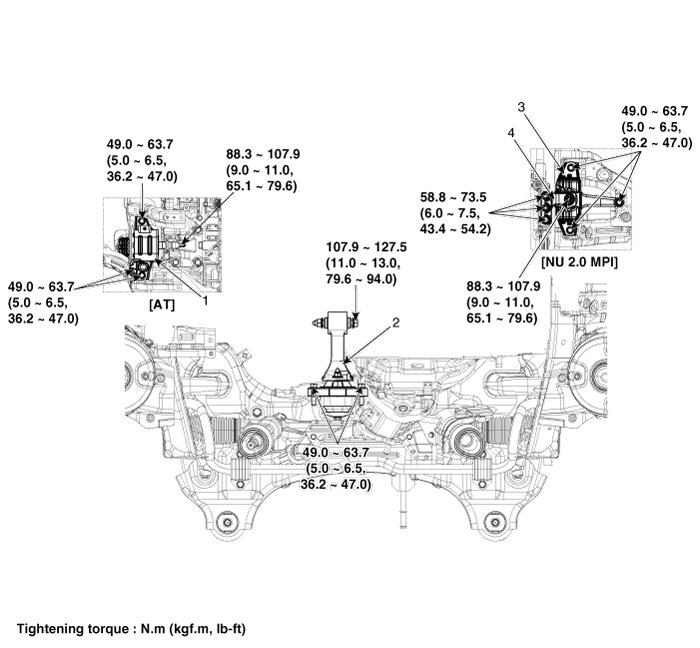 3
49.0 ~ 63.7
(5.0 ~ 6.5,
36.2 ~ 47.0)
4
49.0 ~ 63.7
(5.0 ~ 6.5,
36.2 ~ 47.0)
88.3 ~ 107.9
(9.0 ~ 11.0,
65.1 ~ 79.6)
58.8 ~ 73.5
(6.0 ~ 7.5,
43.4 ~ 54.2)
107.9 ~ 127.5
(11.0 ~ 13.0,
79.6 ~ 94.0)
[NU 2.0 MPI]
49.0 ~ 63.7
(5.0 ~ 6.5,
36.2 ~ 47.0)
[AT]
1
88.3 ~ 107.9
(9.0 ~ 11.0,
65.1 ~ 79.6)
2
49.0 ~ 63.7
(5.0 ~ 6.5,
36.2 ~ 47.0)
Tightening torque : N.m (kgf.m, lb-ft)